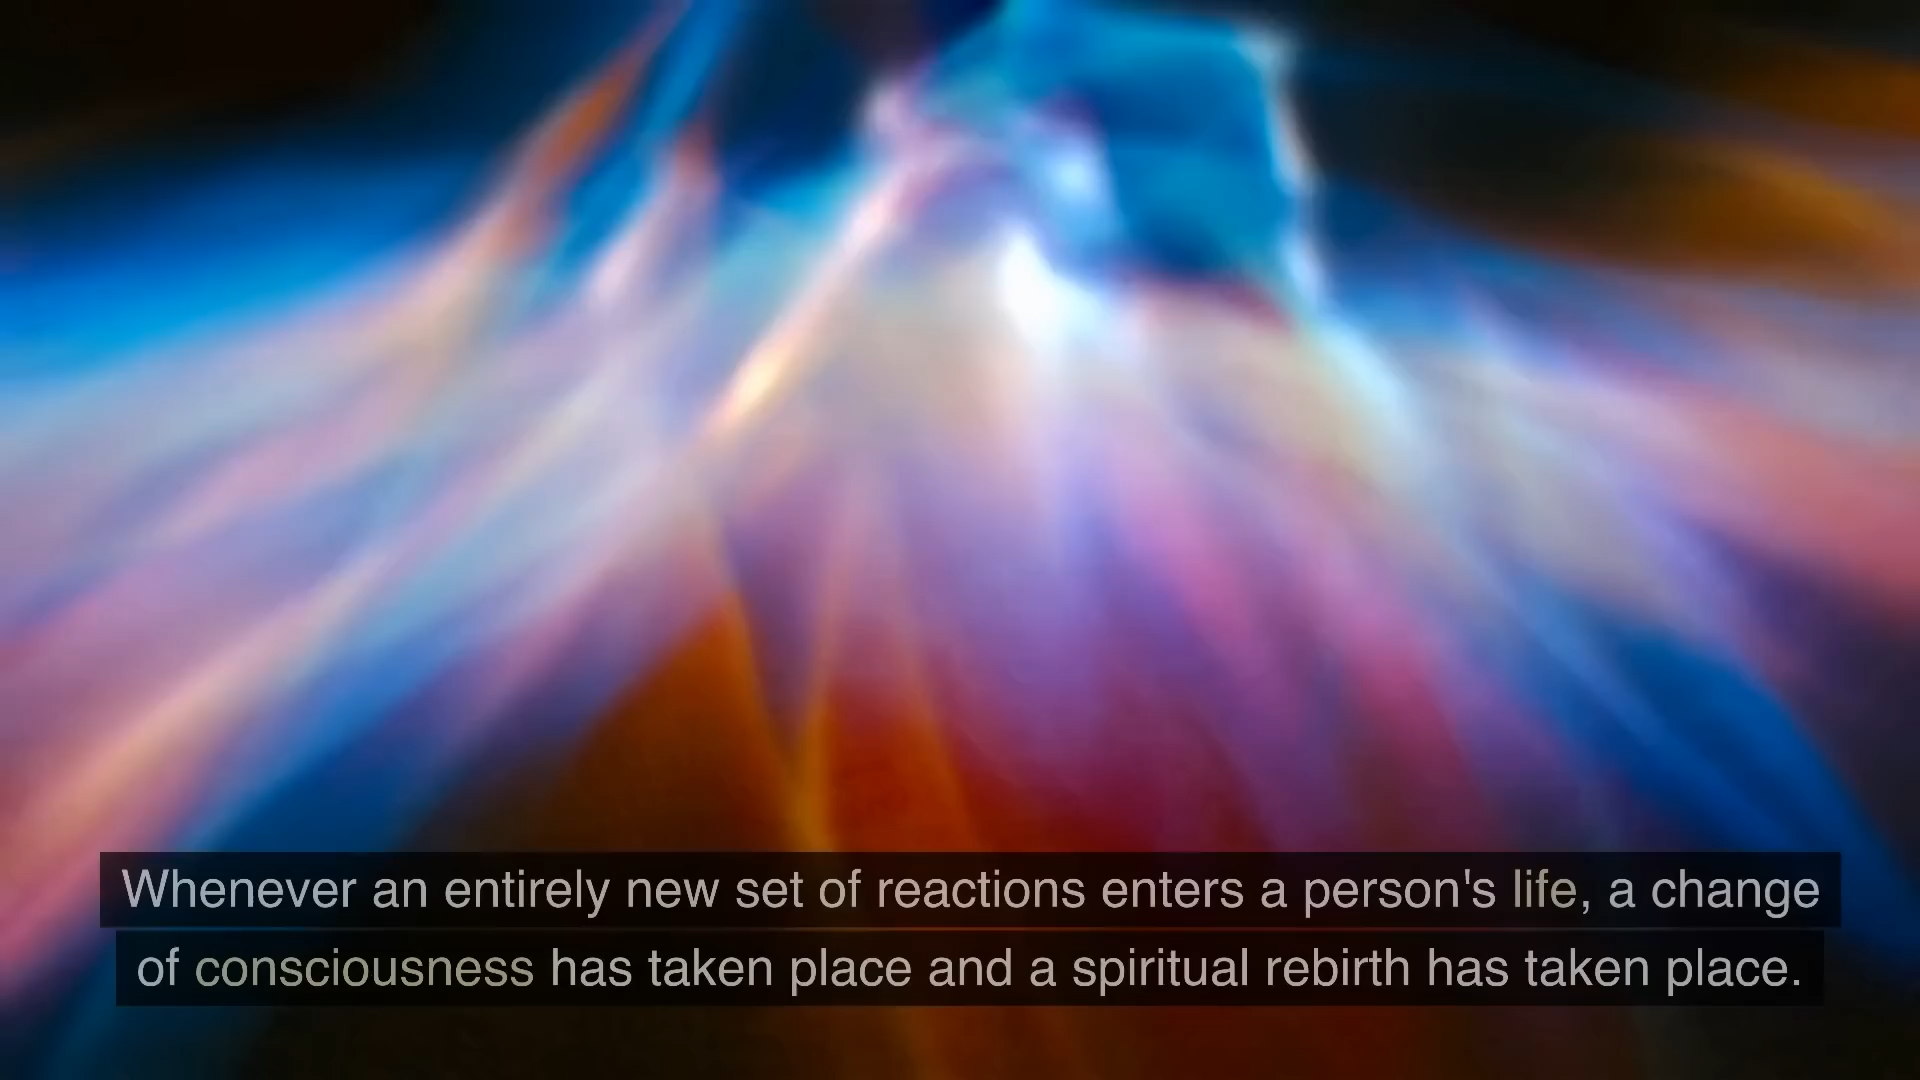 Whenever an entirely new set of reactions enters a person's life, a change
of consciousness has taken place and a spiritual rebirth has taken place.